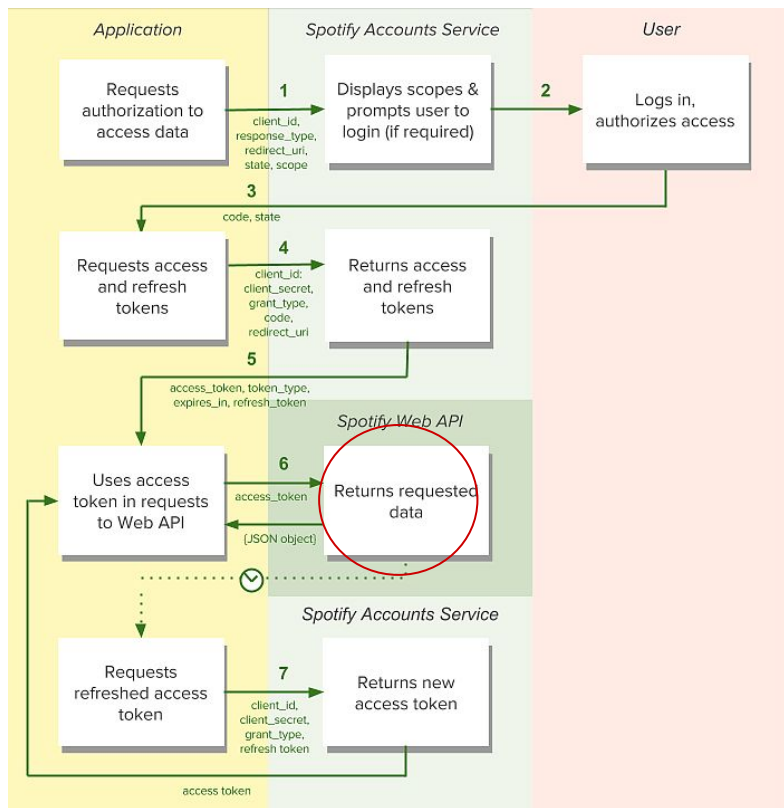 Application
Spotify Accounts Service
User
Requests
authorization to
access data
1
client_id,
response_type,
redirect_uri,
state, scope
Displays scopes &
prompts user to
login (if required)
2
Logs in,
authorizes access
3
code, state
Requests access
and refresh
tokens
4
client_id:
client_secret,
grant_type,
code,
redirect_uri
Returns access
and refresh
tokens
5
access_token, token_type,
expires_in, refresh_token
Spotify Web API
Uses access
token in requests
to Web API
6
access_token
{JSON object}
Returns requested
data
Spotify Accounts Service
Requests
refreshed access
token
7
client_id,
client_secret,
grant_type,
refresh token
Returns new
access token
access token